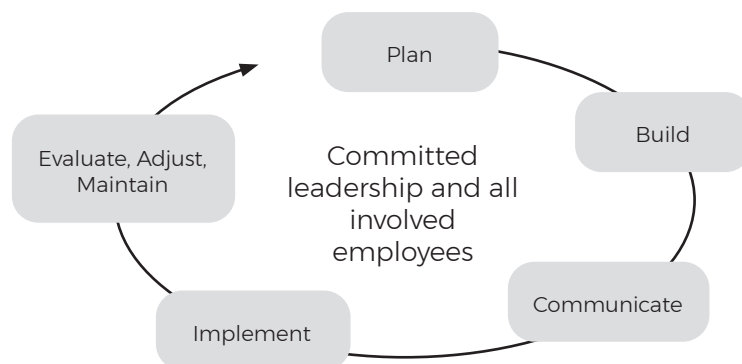 Plan
Build
Committed
leadership and all
involved
employees
Evaluate, Adjust,
Maintain
Communicate
Implement